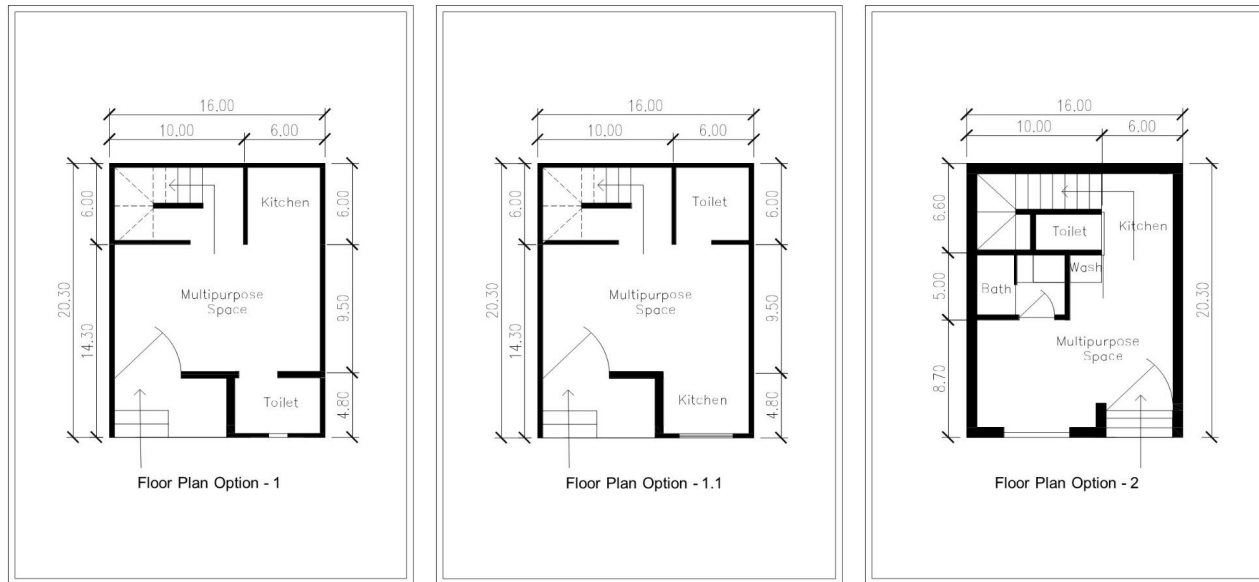 16.00
10.00
6.00
20.30
6.00
14.30
Kitchen
6.00
Multipurpose
Space
9.50
Toilet
4.80
Floor Plan Option - 1
16.00
10.00
6.00
20.30
6.00
14.30
Toilet
6.00
Multipurpose
Space
9.50
Kitchen
4.80
Floor Plan Option - 1.1
16.00
10.00
6.00
6.60
5.00
8.70
Toilet
Kitchen
Wash
Bath
20.30
Multipurpose
Space
Floor Plan Option - 2